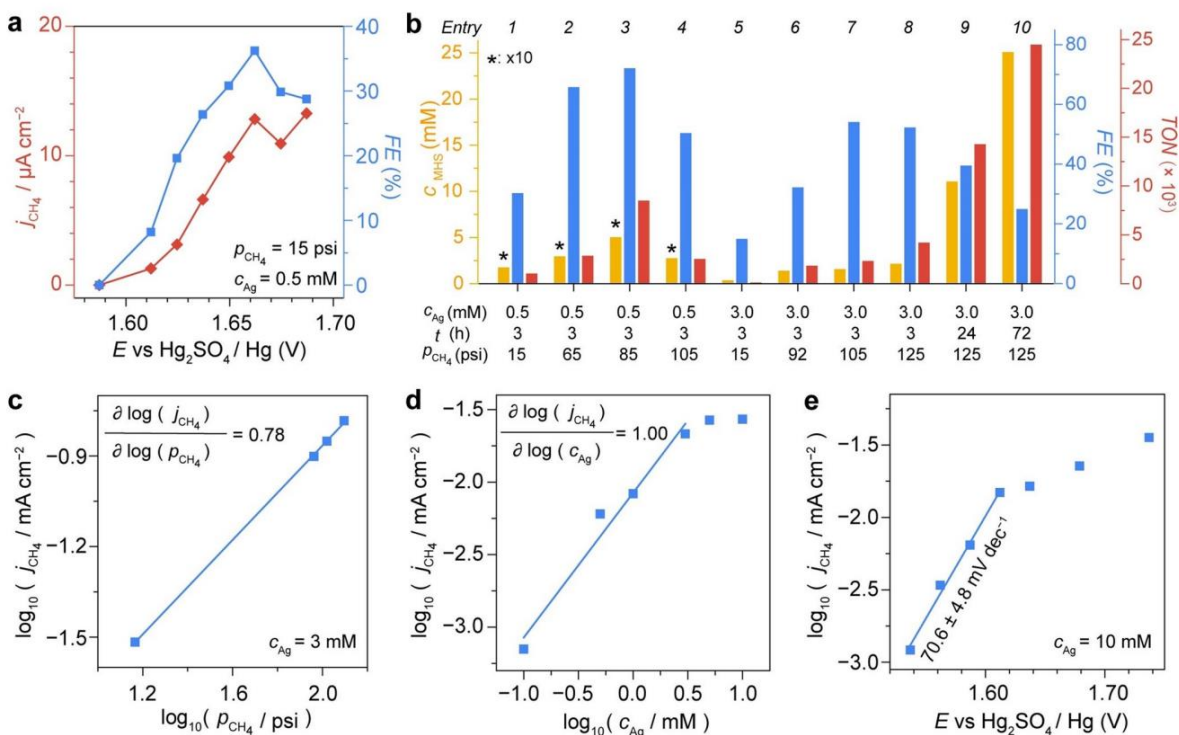 a
j_CH4 / μA cm⁻²
20
10
0
FE (%)
40
30
20
10
0
p_CH4 = 15 psi
c_Ag = 0.5 mM
1.60 1.65 1.70
E vs Hg₂SO₄ / Hg (V)
b
Entry 1 2 3 4 5 6 7 8 9 10
*: x10
c_MHS (mM)
25
20
15
10
5
0
* * * *
FE (%)
80
60
40
20
0
TON (× 10³)
25
20
15
10
5
0
c_Ag (mM) 0.5 0.5 0.5 0.5 3.0 3.0 3.0 3.0 3.0 3.0
t (h) 3 3 3 3 3 3 3 3 24 72
p_CH4 (psi) 15 65 85 105 15 92 105 125 125 125
c
∂ log ( j_CH4 )
∂ log ( p_CH4 )
= 0.78
log₁₀ ( j_CH4 / mA cm⁻²)
−0.9
−1.2
−1.5
c_Ag = 3 mM
1.2 1.6 2.0
log₁₀( p_CH4 / psi)
d
∂ log ( j_CH4 )
∂ log ( c_Ag )
= 1.00
log₁₀ ( j_CH4 / mA cm⁻²)
−1.5
−2.0
−2.5
−3.0
−1.0 −0.5 0.0 0.5 1.0
log₁₀( c_Ag / mM)
e
log₁₀ ( j_CH4 / mA cm⁻²)
−1.5
−2.0
−2.5
−3.0
70.6 ± 4.8 mV dec⁻¹
c_Ag = 10 mM
1.60 1.70
E vs Hg₂SO₄ / Hg (V)